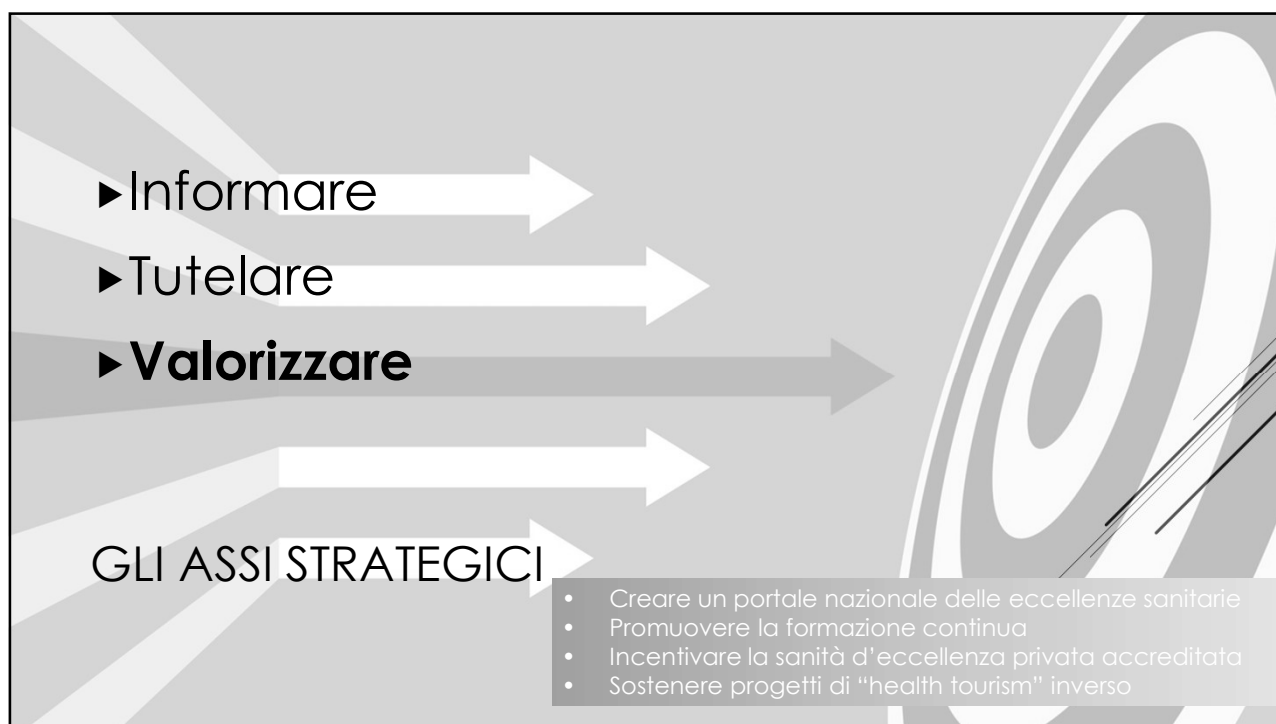 ▶Informare
▶Tutelare
▶Valorizzare
GLI ASSI STRATEGICI
• Creare un portale nazionale delle eccellenze sanitarie
• Promuovere la formazione continua
• Incentivare la sanità d’eccellenza privata accreditata
• Sostenere progetti di “health tourism” inverso